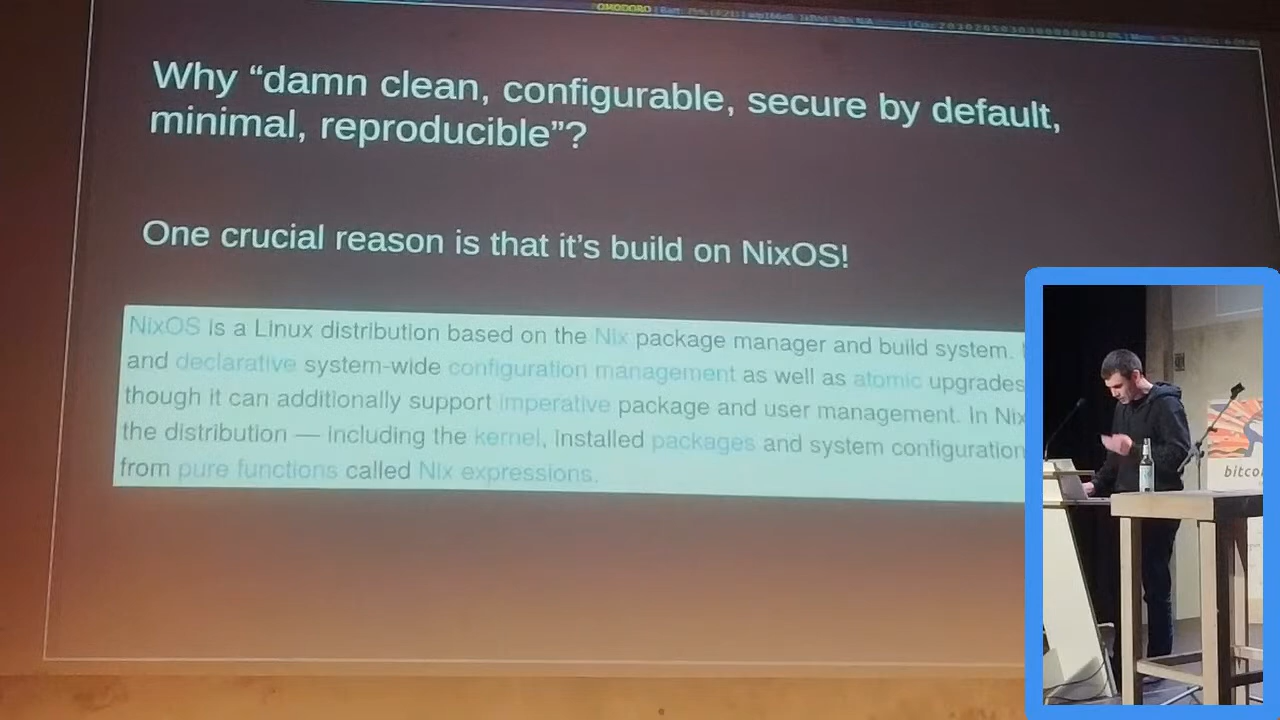 POMODORO
Why “damn clean, configurable, secure by default,
minimal, reproducible”?
One crucial reason is that it’s build on NixOS!
NixOS is a Linux distribution based on the Nix package manager and build system.
and declarative system-wide configuration management as well as atomic upgrades
though it can additionally support imperative package and user management. In Nix
the distribution — including the kernel, installed packages and system configuration
from pure functions called Nix expressions.
bitco